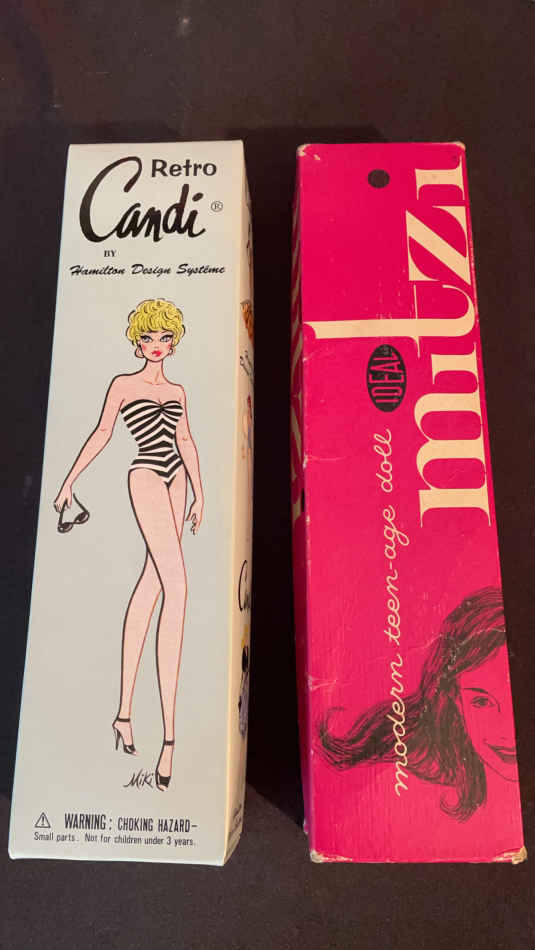 Retro
Candi®
BY
Hamilton Design Système
Miki
⚠ WARNING: CHOKING HAZARD-
Small parts. Not for children under 3 years.
mitzi
IDEAL
modern teen-age doll